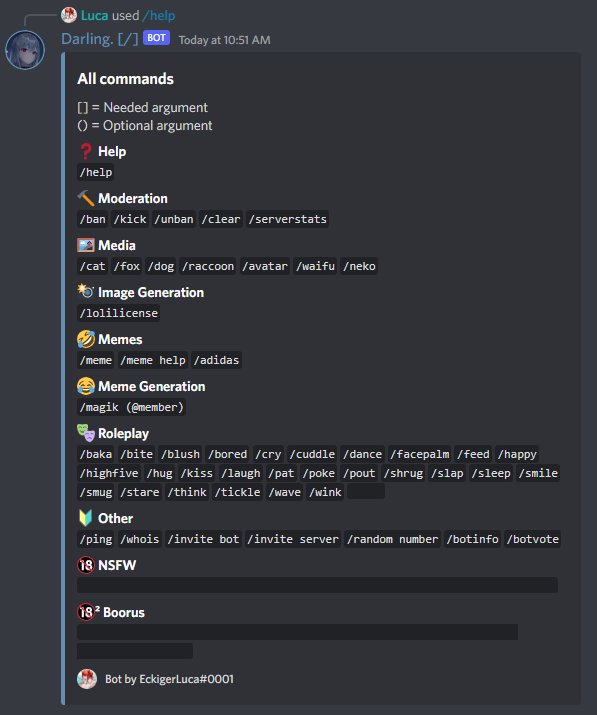 Luca used /help
Darling. [/] BOT Today at 10:51 AM
All commands
[] = Needed argument
() = Optional argument
❓ Help
/help
🔨 Moderation
/ban /kick /unban /clear /serverstats
🖼️ Media
/cat /fox /dog /raccoon /avatar /waifu /neko
📸 Image Generation
/lolilicense
🤣 Memes
/meme /meme help /adidas
😂 Meme Generation
/magik (@member)
🎭 Roleplay
/baka /bite /blush /bored /cry /cuddle /dance /facepalm /feed /happy
/highfive /hug /kiss /laugh /pat /poke /pout /shrug /slap /sleep /smile
/smug /stare /think /tickle /wave /wink
🔰 Other
/ping /whois /invite bot /invite server /random number /botinfo /botvote
🔞 NSFW
🔞² Boorus
Bot by EckigerLuca#0001